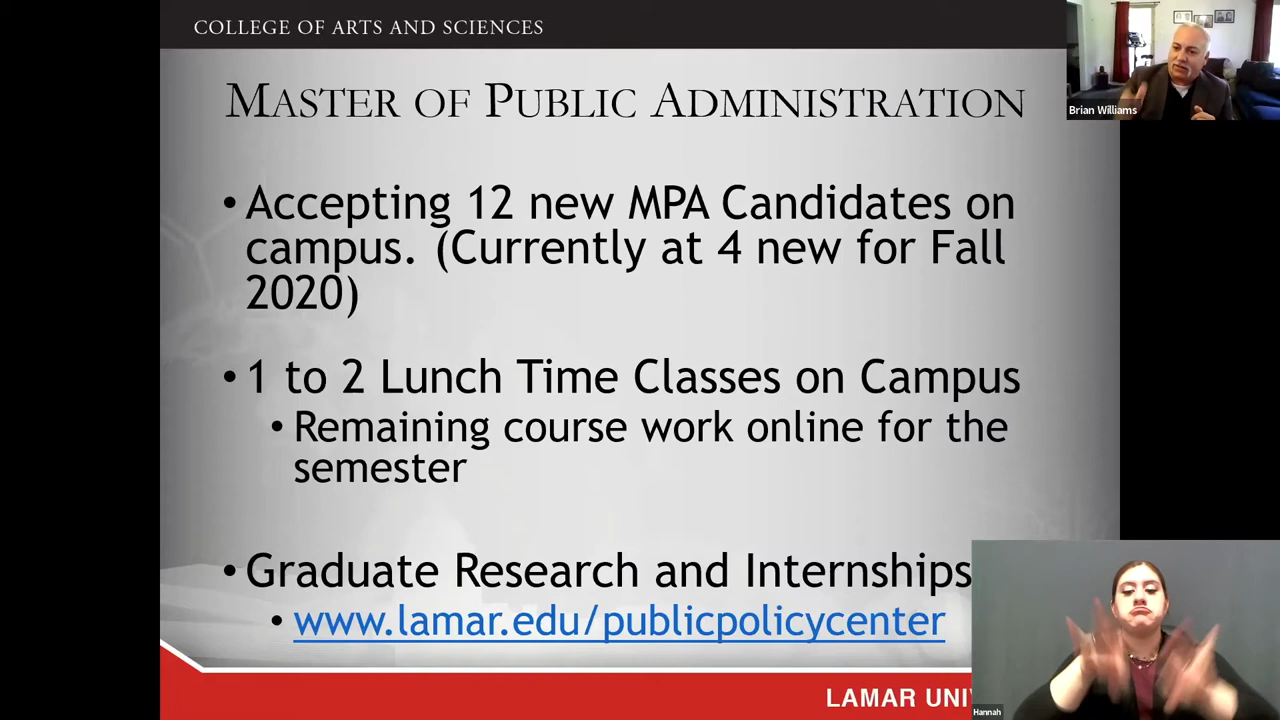 COLLEGE OF ARTS AND SCIENCES
MASTER OF PUBLIC ADMINISTRATION
Brian Williams
• Accepting 12 new MPA Candidates on
campus. (Currently at 4 new for Fall
2020)
• 1 to 2 Lunch Time Classes on Campus
• Remaining course work online for the
semester
• Graduate Research and Internships
• www.lamar.edu/publicpolicycenter
LAMAR
Hannah